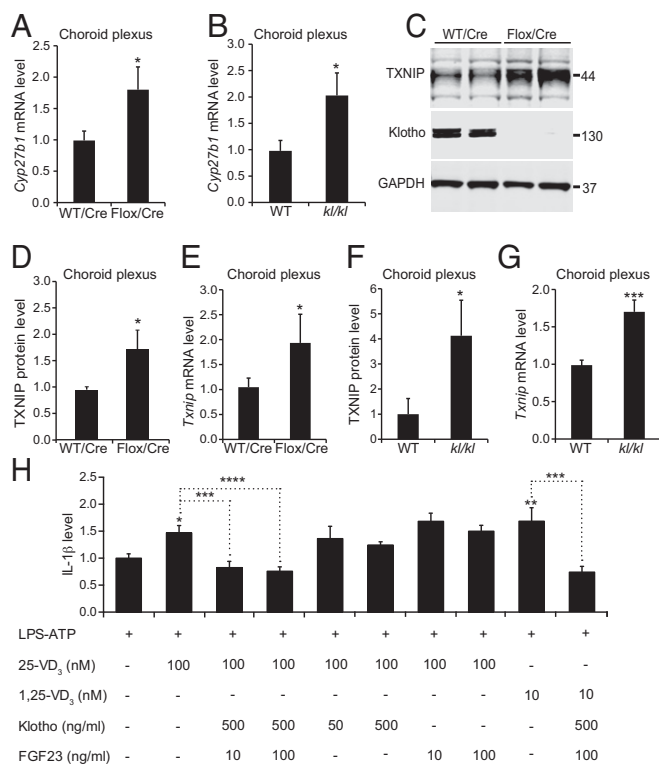 A
Choroid plexus
Cyp27b1 mRNA level
2.5
2.0
1.5
1.0
0.5
0.0
*
WT/Cre Flox/Cre
B
Choroid plexus
Cyp27b1 mRNA level
3.0
2.5
2.0
1.5
1.0
0.5
0.0
*
WT kl/kl
C
WT/Cre Flox/Cre
TXNIP 44
Klotho 130
GAPDH 37
D
Choroid plexus
TXNIP protein level
2.5
2.0
1.5
1.0
0.5
0.0
*
WT/Cre Flox/Cre
E
Choroid plexus
Txnip mRNA level
3.0
2.5
2.0
1.5
1.0
0.5
0.0
*
WT/Cre Flox/Cre
F
Choroid plexus
TXNIP protein level
6
5
4
3
2
1
0
*
WT kl/kl
G
Choroid plexus
Txnip mRNA level
2.0
1.5
1.0
0.5
0.0
***
WT kl/kl
H
IL-1β level
2.5
2.0
1.5
1.0
0.5
0.0
* *** **** ** ***
LPS-ATP + + + + + + + + + +
25-VD3 (nM) - 100 100 100 100 100 100 100 - -
1,25-VD3 (nM) - - - - - - - - 10 10
Klotho (ng/ml) - - 500 500 50 500 - - - 500
FGF23 (ng/ml) - - 10 100 - - 10 100 - 100